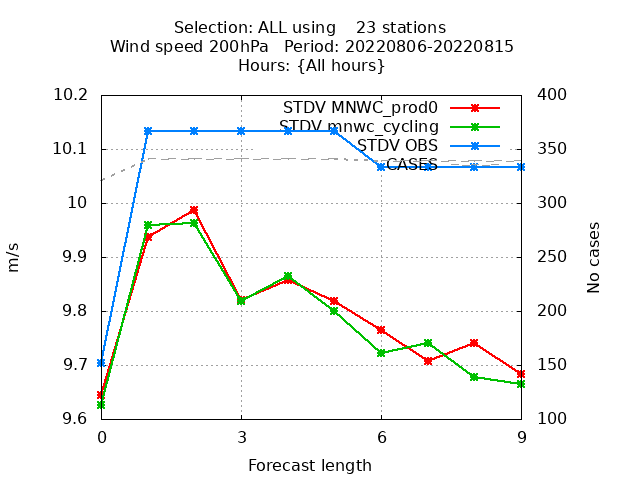 Selection: ALL using    23 stations
Wind speed 200hPa   Period: 20220806-20220815
Hours: {All hours}
10.2
10.1
10
9.9
9.8
9.7
9.6
400
350
300
250
200
150
100
STDV MNWC_prod0
STDV mnwc_cycling
STDV OBS
CASES
m/s
No cases
0 3 6 9
Forecast length